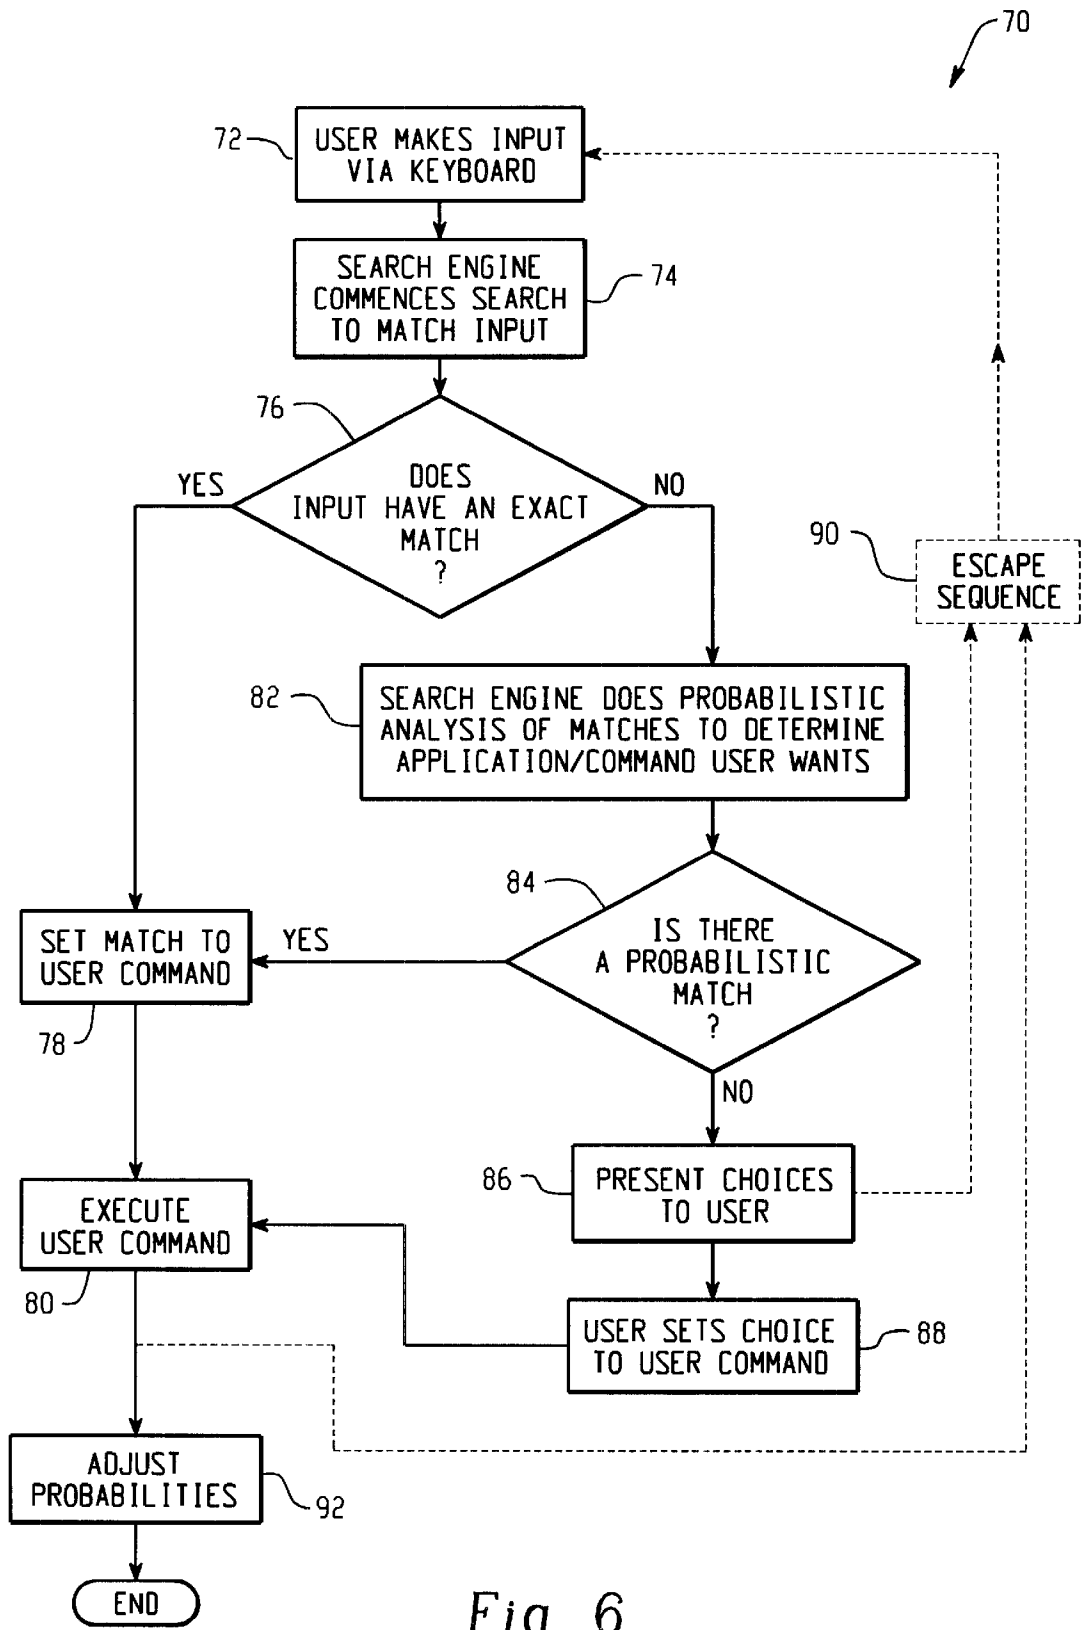 70
72
USER MAKES INPUT
VIA KEYBOARD
SEARCH ENGINE
COMMENCES SEARCH
TO MATCH INPUT
74
76
YES
DOES
INPUT HAVE AN EXACT
MATCH
?
NO
90
ESCAPE
SEQUENCE
82
SEARCH ENGINE DOES PROBABILISTIC
ANALYSIS OF MATCHES TO DETERMINE
APPLICATION/COMMAND USER WANTS
84
IS THERE
A PROBABILISTIC
MATCH
?
YES
SET MATCH TO
USER COMMAND
78
NO
86
PRESENT CHOICES
TO USER
EXECUTE
USER COMMAND
80
USER SETS CHOICE
TO USER COMMAND
88
ADJUST
PROBABILITIES
92
END
Fig 6